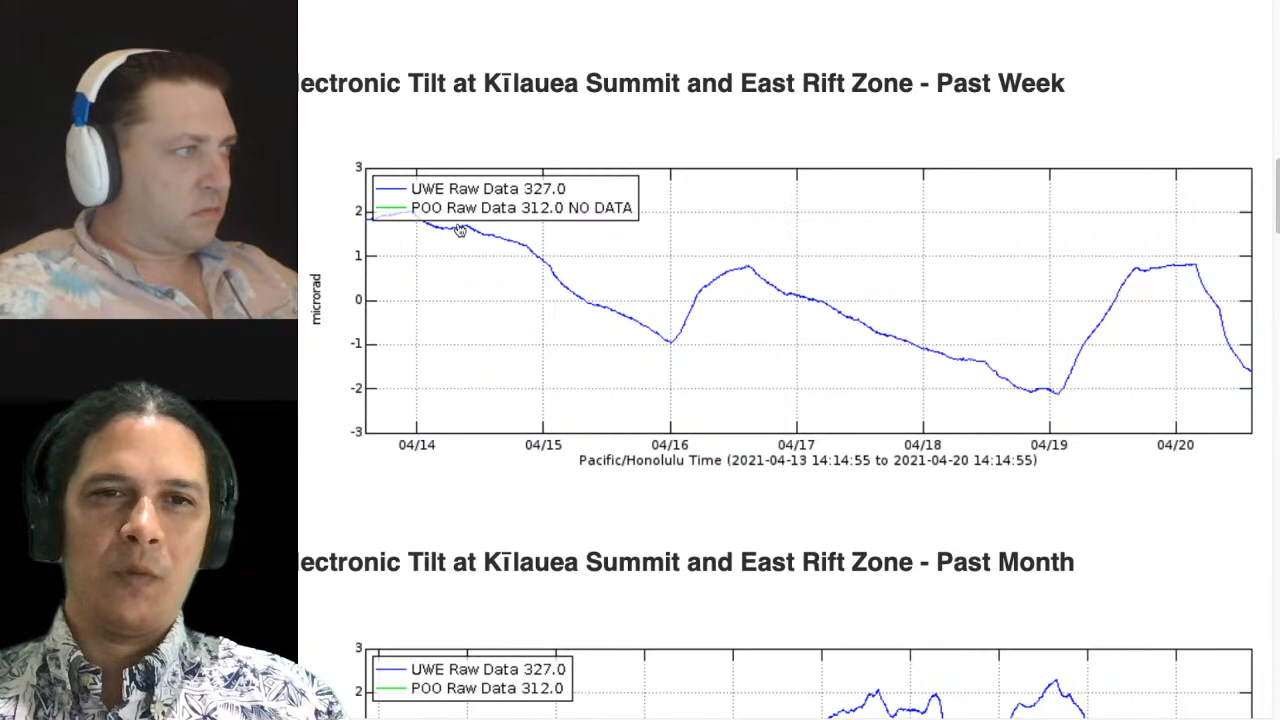 lectronic Tilt at Kīlauea Summit and East Rift Zone - Past Week
3
UWE Raw Data 327.0
POO Raw Data 312.0 NO DATA
2
1
0
-1
-2
-3
microrad
04/14 04/15 04/16 04/17 04/18 04/19 04/20
Pacific/Honolulu Time (2021-04-13 14:14:55 to 2021-04-20 14:14:55)
lectronic Tilt at Kīlauea Summit and East Rift Zone - Past Month
3
UWE Raw Data 327.0
POO Raw Data 312.0
2